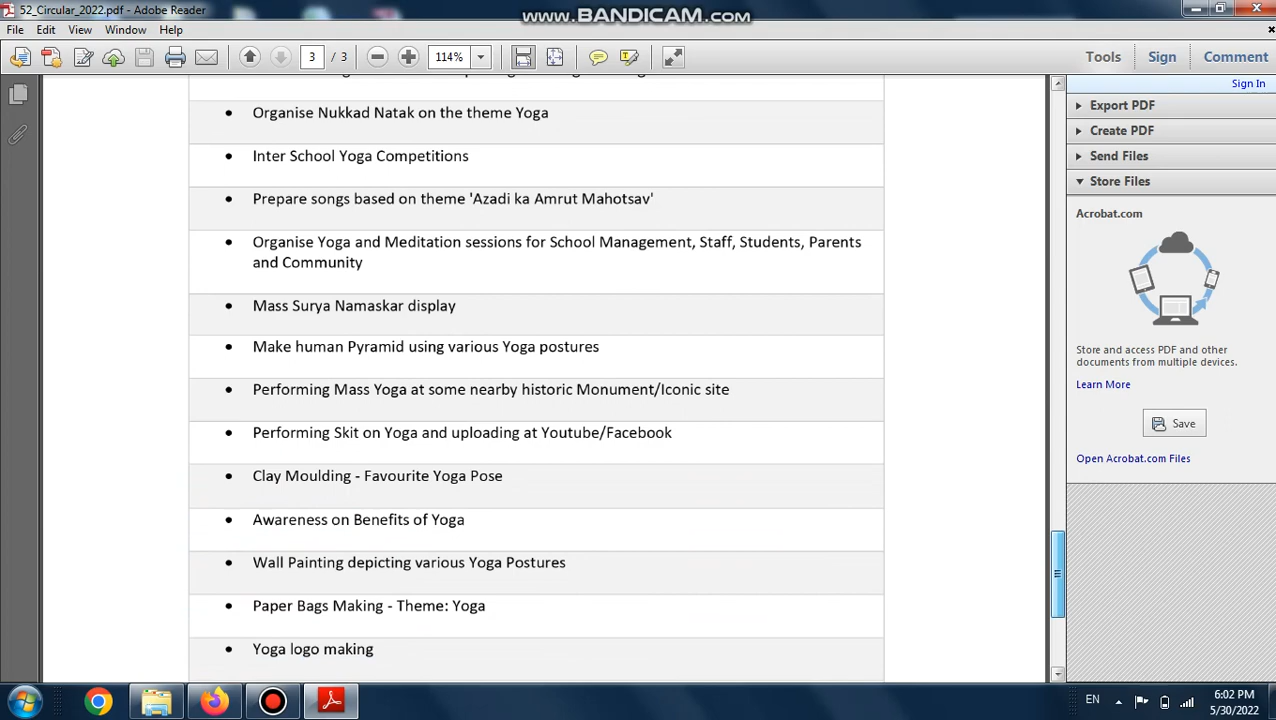 52_Circular_2022.pdf - Adobe Reader
www.BANDICAM.com
File Edit View Window Help
3 / 3 114% Tools Sign Comment
Sign In
Export PDF
Create PDF
Send Files
Store Files
Acrobat.com
Store and access PDF and other
documents from multiple devices.
Learn More
Save
Open Acrobat.com Files
• Organise Nukkad Natak on the theme Yoga
• Inter School Yoga Competitions
• Prepare songs based on theme 'Azadi ka Amrut Mahotsav'
• Organise Yoga and Meditation sessions for School Management, Staff, Students, Parents
and Community
• Mass Surya Namaskar display
• Make human Pyramid using various Yoga postures
• Performing Mass Yoga at some nearby historic Monument/Iconic site
• Performing Skit on Yoga and uploading at Youtube/Facebook
• Clay Moulding - Favourite Yoga Pose
• Awareness on Benefits of Yoga
• Wall Painting depicting various Yoga Postures
• Paper Bags Making - Theme: Yoga
• Yoga logo making
EN 6:02 PM
5/30/2022